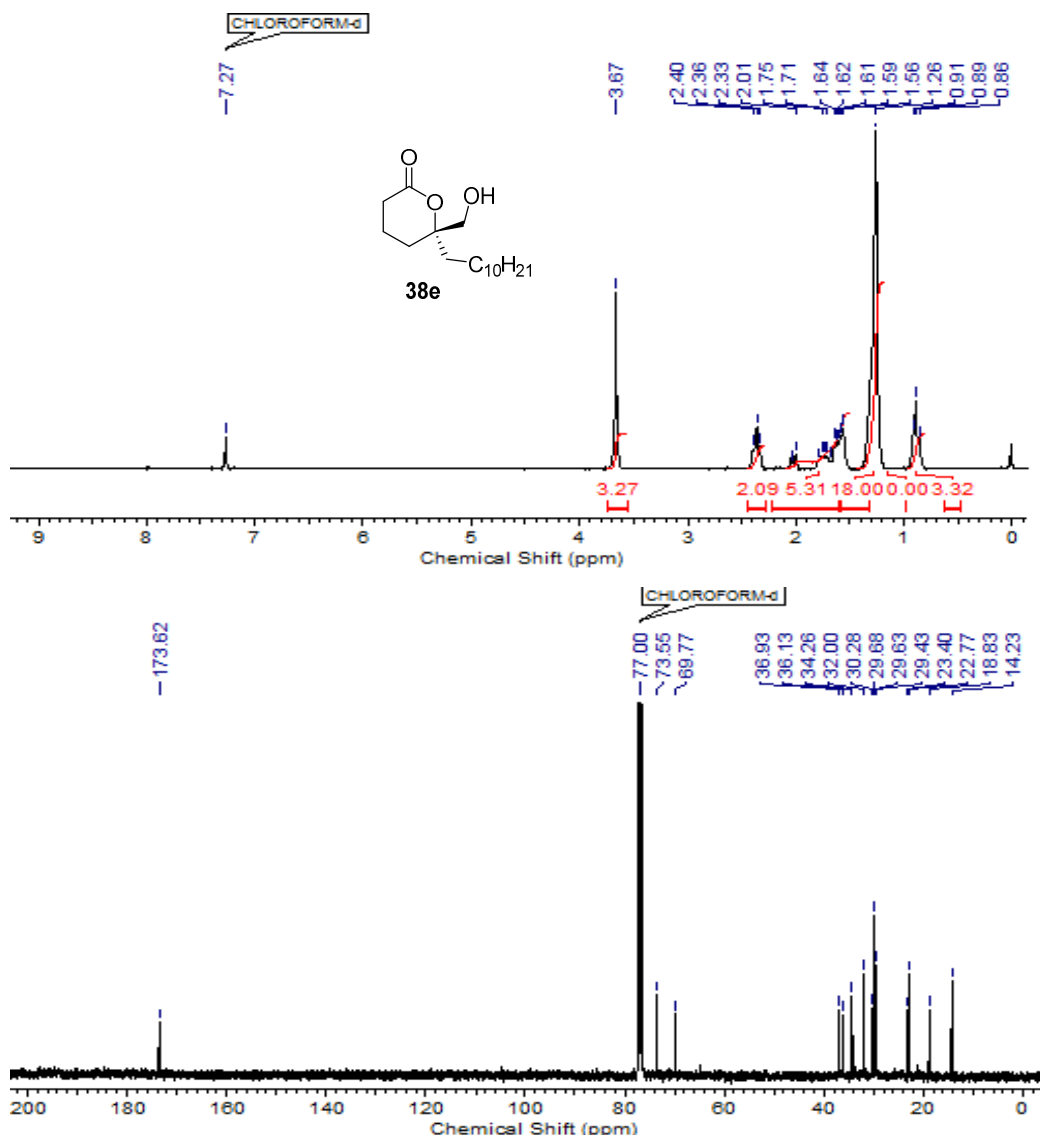 CHLOROFORM-d
7.27
3.67
2.40
2.36
2.33
2.01
1.75
1.71
1.64
1.62
1.61
1.59
1.56
1.26
0.91
0.89
0.86
O
O
OH
C10H21
38e
3.27 2.09 5.31 18.00 0.00 3.32
9 8 7 6 5 4 3 2 1 0
Chemical Shift (ppm)
CHLOROFORM-d
173.62
77.00
73.55
69.77
36.93
36.13
34.26
32.00
30.28
29.68
29.63
29.43
23.40
22.77
18.83
14.23
200 180 160 140 120 100 80 60 40 20 0
Chemical Shift (ppm)